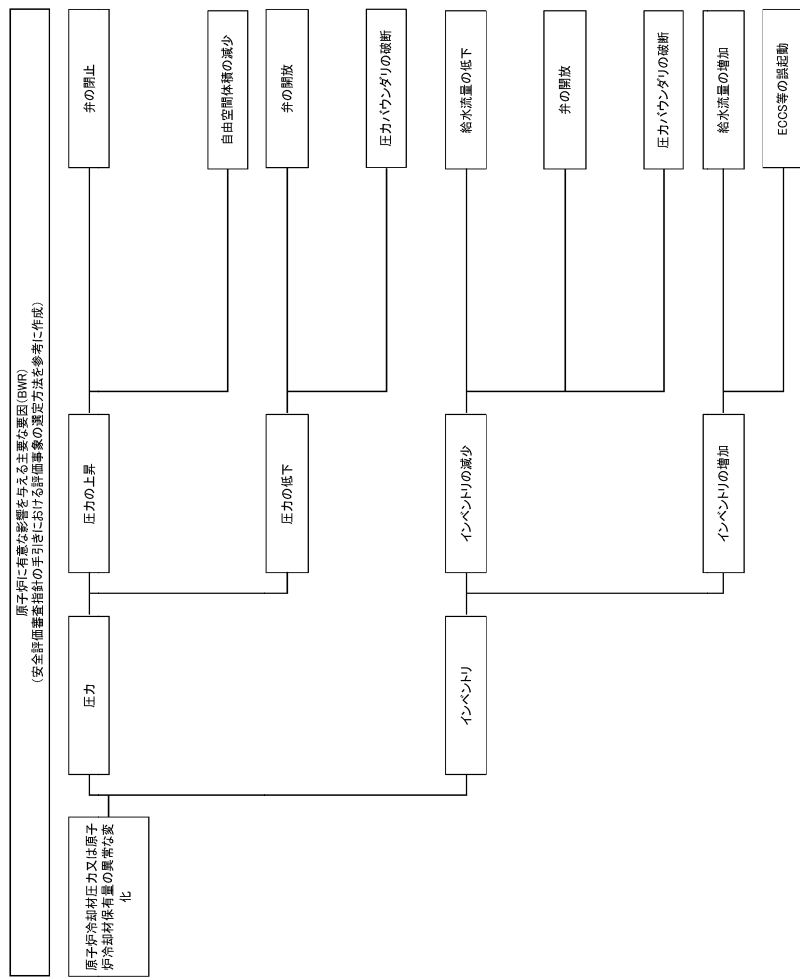 原子炉に有意な影響を与える主要な要因(BWR)
(安全評価審査指針の手引きにおける評価事象の選定方法を参考に作成)
原子炉冷却材圧力又は原子
炉冷却材保有量の異常な変
化
圧力
圧力の上昇
弁の閉止
自由空間体積の減少
圧力の低下
弁の開放
圧力バウンダリの破断
インベントリ
インベントリの減少
給水流量の低下
弁の開放
圧力バウンダリの破断
インベントリの増加
給水流量の増加
ECCS等の誤起動